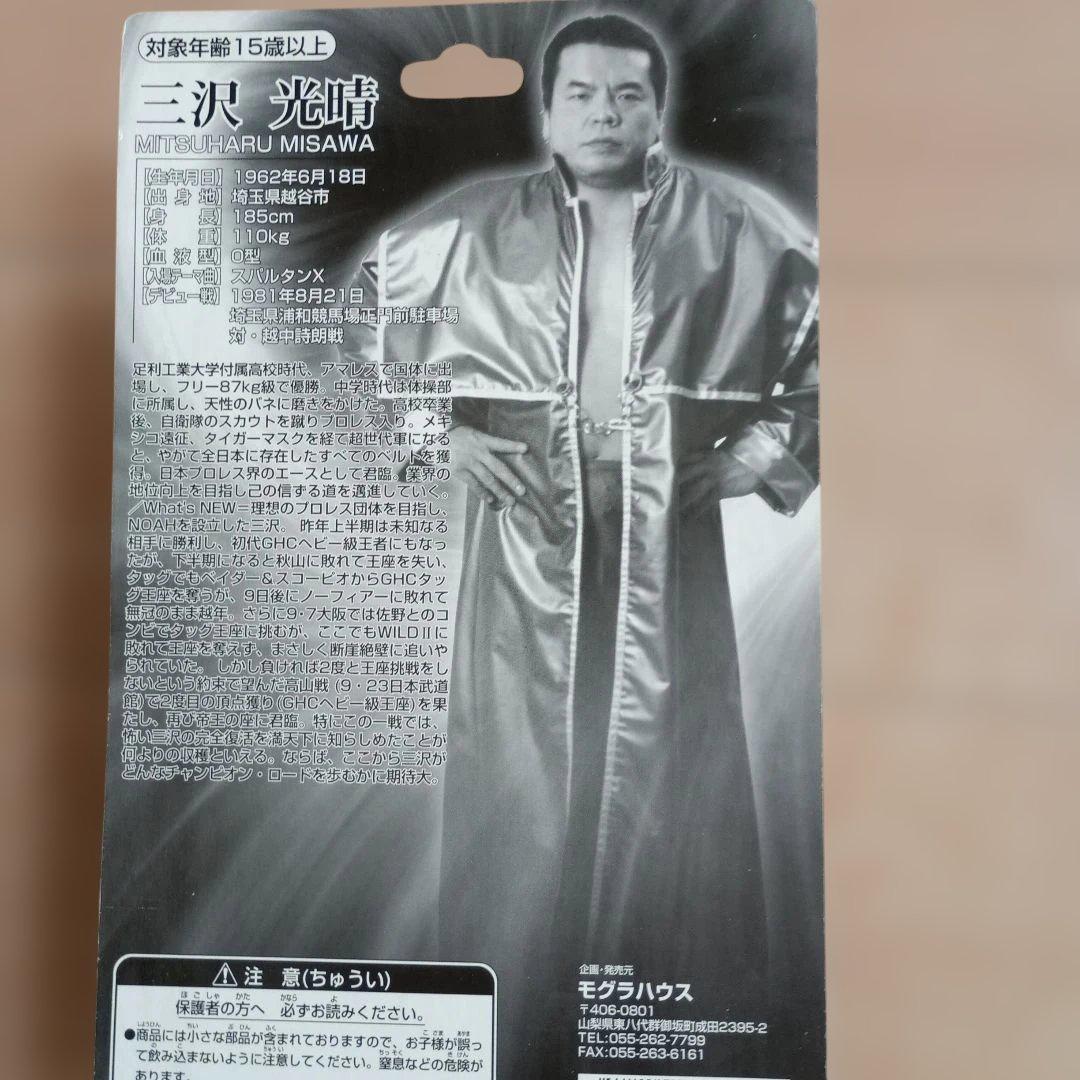 対象年齢15歳以上
三沢 光晴
MITSUHARU MISAWA
【生年月日】 1962年6月18日
【出身地】 埼玉県越谷市
【身長】 185cm
【体重】 110kg
【血液型】 O型
【入場テーマ曲】 スパルタンX
【デビュー戦】 1981年8月21日
埼玉県浦和競馬場正門前駐車場
対・越中詩朗戦
足利工業大学付属高校時代、アマレスで国体に出
場し、フリー87kg級で優勝。中学時代は体操部
に所属し、天性のバネに磨きをかけた。高校卒業
後、自衛隊のスカウトを蹴りプロレス入り。メキ
シコ遠征、タイガーマスクを経て超世代軍になる
と、やがて全日本に存在したすべてのベルトを獲
得。日本プロレス界のエースとして君臨。業界の
地位向上を目指し己の信ずる道を邁進していく。
／What's NEW＝理想のプロレス団体を目指し、
NOAHを設立した三沢。 昨年上半期は未知なる
相手に勝利し、初代GHCヘビー級王者にもなっ
たが、下半期になると秋山に敗れて王座を失い、
タッグでもベイダー&スコーピオからGHCタッ
グ王座を奪うが、9日後にノーフィアーに敗れて
無冠のまま越年。さらに9・7大阪では佐野とのコ
ンビでタッグ王座に挑むが、ここでもWILDⅡに
敗れて王座を奪えず、まさしく断崖絶壁に追いや
られていた。 しかし負ければ2度と王座挑戦をし
ないという約束で望んだ高山戦 (9・23日本武道
館)で2度目の頂点獲り(GHCヘビー級王座)を果
たし、再び帝王の座に君臨。特にこの一戦では、
怖い三沢の完全復活を満天下に知らしめたことが
何よりの収穫といえる。ならば、ここから三沢が
どんなチャンピオン・ロードを歩むかに期待大。
注 意(ちゅうい)
保護者の方へ 必ずお読みください。
●商品には小さな部品が含まれておりますので、お子様が誤っ
て飲み込まないように注意してください。窒息などの危険が
あります。
企画・発売元
モグラハウス
〒406-0801
山梨県東八代群御坂町成田2395-2
TEL:055-262-7799
FAX:055-263-6161